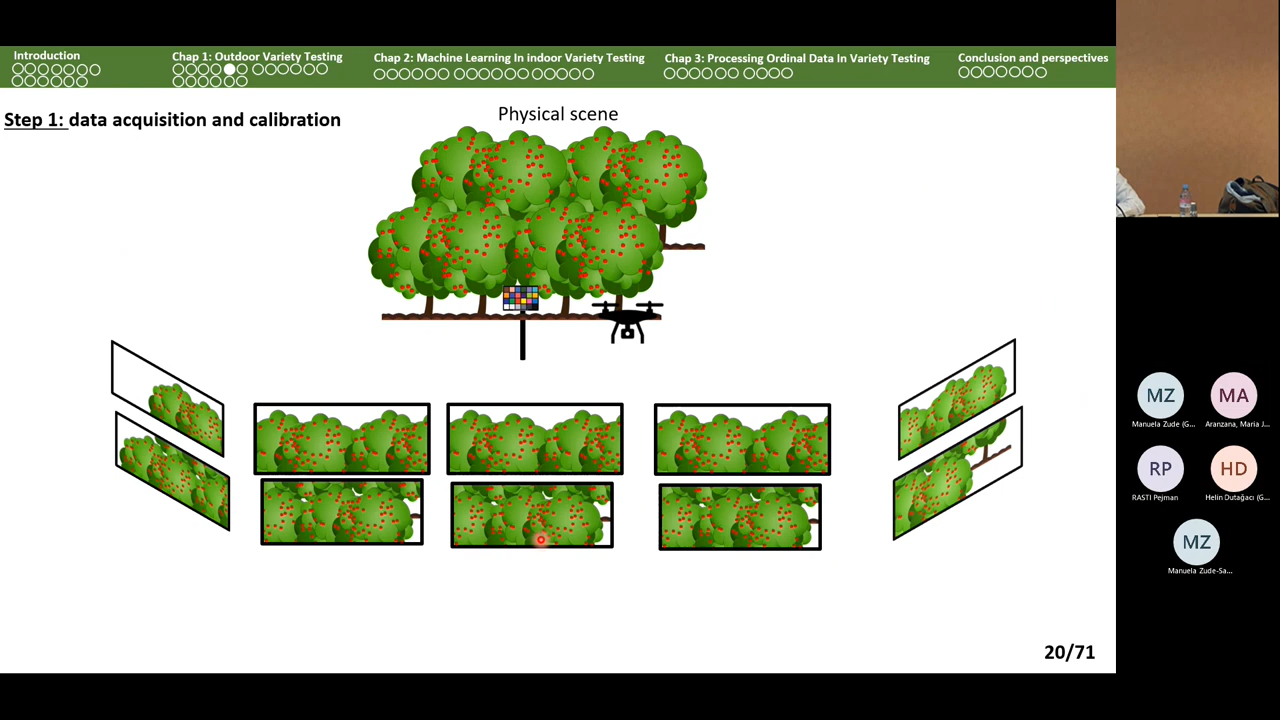 Introduction
Chap 1: Outdoor Variety Testing
Chap 2: Machine Learning In indoor Variety Testing
Chap 3: Processing Ordinal Data In Variety Testing
Conclusion and perspectives
Step 1: data acquisition and calibration
Physical scene
20/71
MZ
Manuela Zude (G...
MA
Aranzana, Maria J...
RP
RASTI Pejman
HD
Helin Dutağacı (G...
MZ
Manuela Zude-Sa...